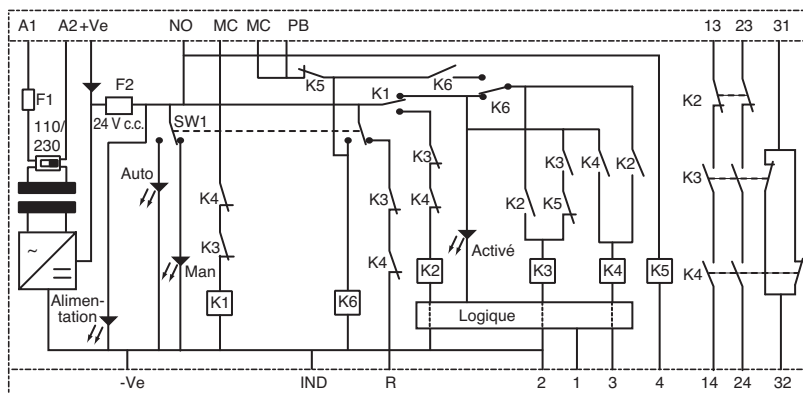 A1 A2 +Ve NO MC MC PB 13 23 31
F1
F2
24 V c.c.
110/
230
SW1
K5
K6
K1
K6
K2
K3
K4
K2
K3
K4
K3
Auto
K4
K3
Man
K3
K4
K2
K5
Activé
K4
Alimen-
tation
K1
K6
K2
K3
K4
K5
Logique
-Ve IND R 2 1 3 4 14 24 32